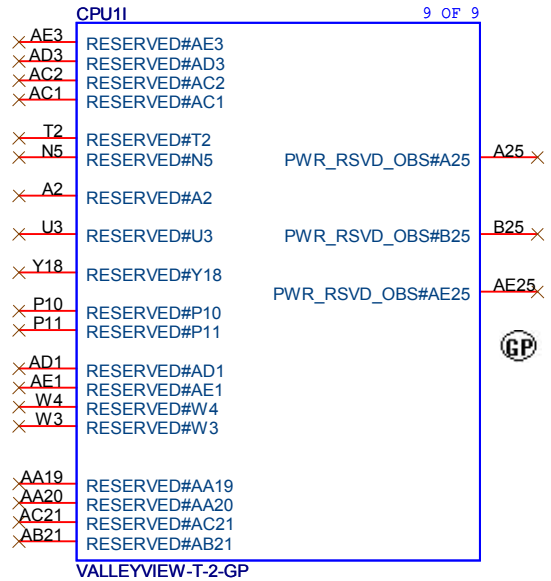 CPU1I 9 OF 9
AE3 RESERVED#AE3
AD3 RESERVED#AD3
AC2 RESERVED#AC2
AC1 RESERVED#AC1
T2 RESERVED#T2
N5 RESERVED#N5 PWR_RSVD_OBS#A25 A25
A2 RESERVED#A2
U3 RESERVED#U3 PWR_RSVD_OBS#B25 B25
Y18 RESERVED#Y18
PWR_RSVD_OBS#AE25 AE25
P10 RESERVED#P10
P11 RESERVED#P11
GP
AD1 RESERVED#AD1
AE1 RESERVED#AE1
W4 RESERVED#W4
W3 RESERVED#W3
AA19 RESERVED#AA19
AA20 RESERVED#AA20
AC21 RESERVED#AC21
AB21 RESERVED#AB21
VALLEYVIEW-T-2-GP